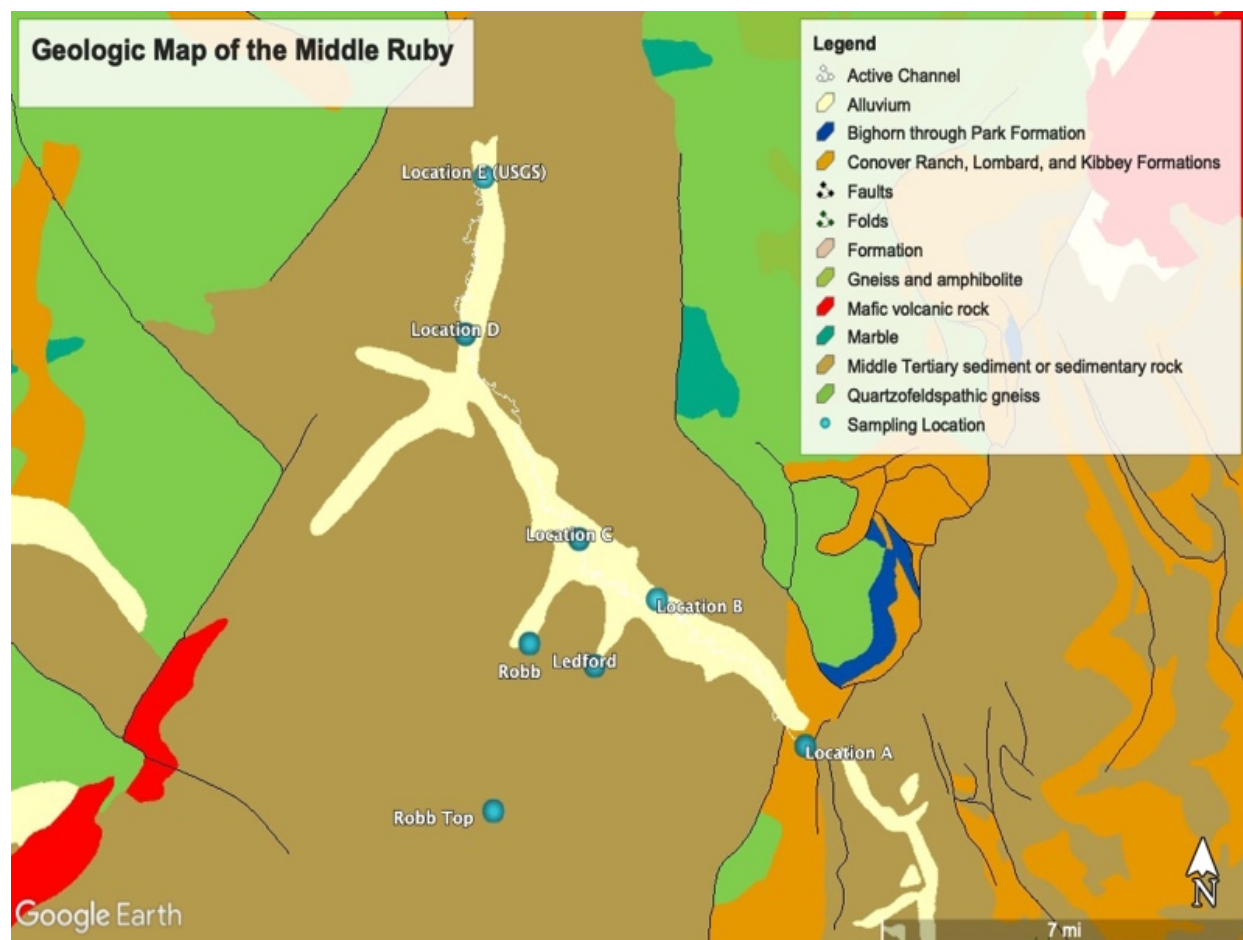 Geologic Map of the Middle Ruby
Legend
Active Channel
Alluvium
Bighorn through Park Formation
Conover Ranch, Lombard, and Kibbey Formations
Faults
Folds
Formation
Gneiss and amphibolite
Mafic volcanic rock
Marble
Middle Tertiary sediment or sedimentary rock
Quartzofeldspathic gneiss
Sampling Location
Location E (USGS)
Location D
Location C
Location B
Robb
Ledford
Location A
Robb Top
N
Google Earth
7 mi